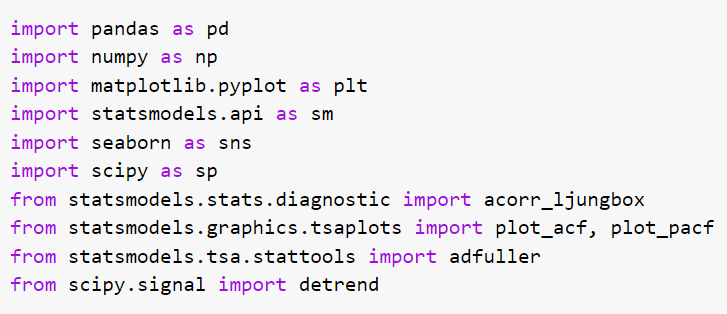 import pandas as pd
import numpy as np
import matplotlib.pyplot as plt
import statsmodels.api as sm
import seaborn as sns
import scipy as sp
from statsmodels.stats.diagnostic import acorr_ljungbox
from statsmodels.graphics.tsaplots import plot_acf, plot_pacf
from statsmodels.tsa.stattools import adfuller
from scipy.signal import detrend